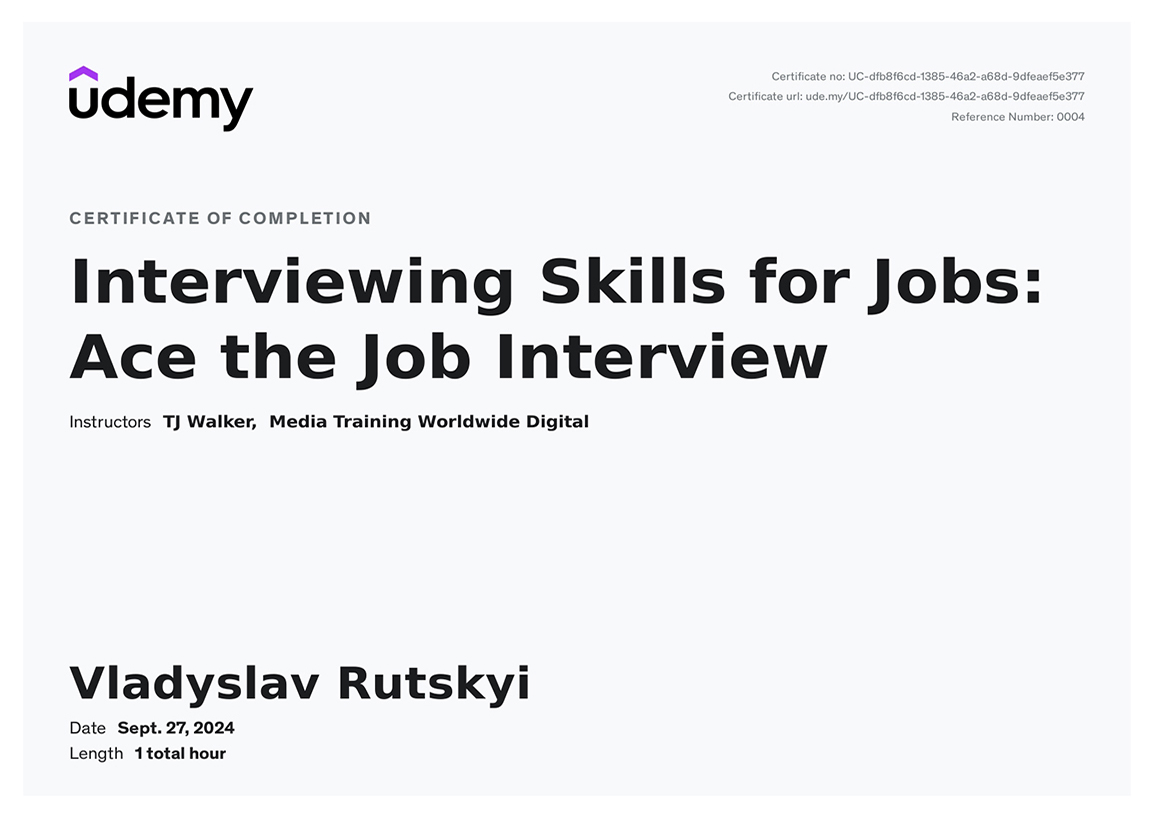 udemy
Certificate no: UC-dfb8f6cd-1385-46a2-a68d-9dfeaef5e377
Certificate url: ude.my/UC-dfb8f6cd-1385-46a2-a68d-9dfeaef5e377
Reference Number: 0004
CERTIFICATE OF COMPLETION
Interviewing Skills for Jobs:
Ace the Job Interview
Instructors TJ Walker, Media Training Worldwide Digital
Vladyslav Rutskyi
Date Sept. 27, 2024
Length 1 total hour